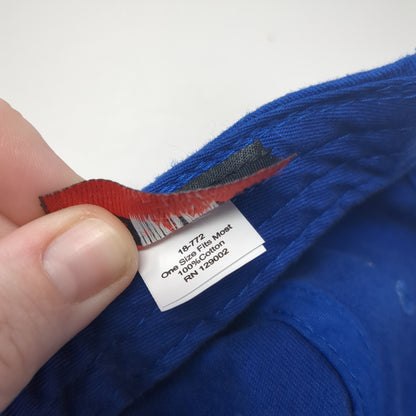 18-772
One Size Fits Most
100%Cotton
RN 129002